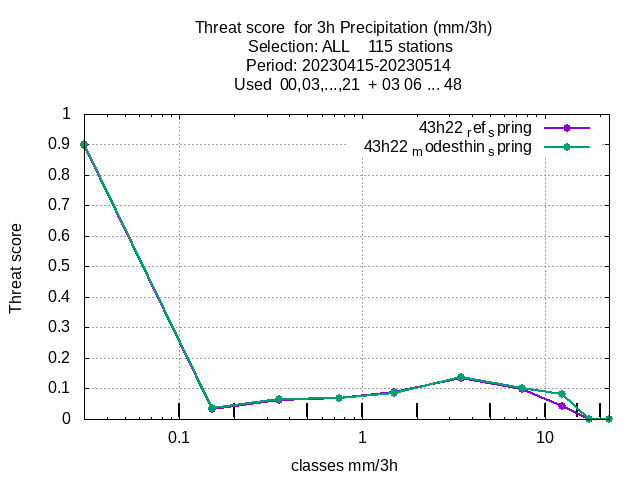 Threat score  for 3h Precipitation (mm/3h)
Selection: ALL    115 stations
Period: 20230415-20230514
Used  00,03,...,21  + 03 06 ... 48
43h22 ref spring
43h22 modesthin spring
1
0.9
0.8
0.7
0.6
0.5
0.4
0.3
0.2
0.1
0
Threat score
0.1 1 10
classes mm/3h